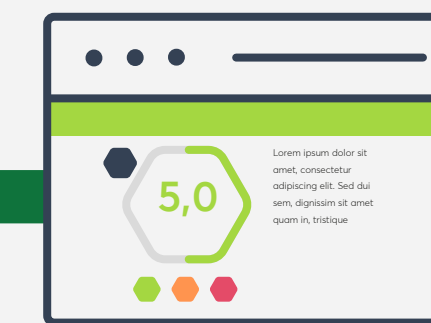 5,0
Lorem ipsum dolor sit
amet, consectetur
adipiscing elit. Sed dui
sem, dignissim sit amet
quam in, tristique